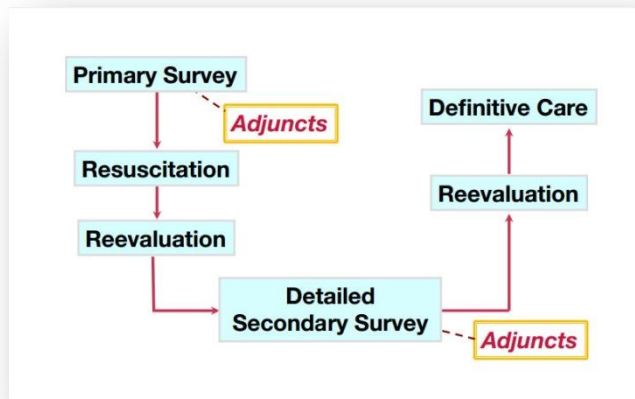 Primary Survey
Adjuncts
Resuscitation
Reevaluation
Detailed
Secondary Survey
Adjuncts
Reevaluation
Definitive Care